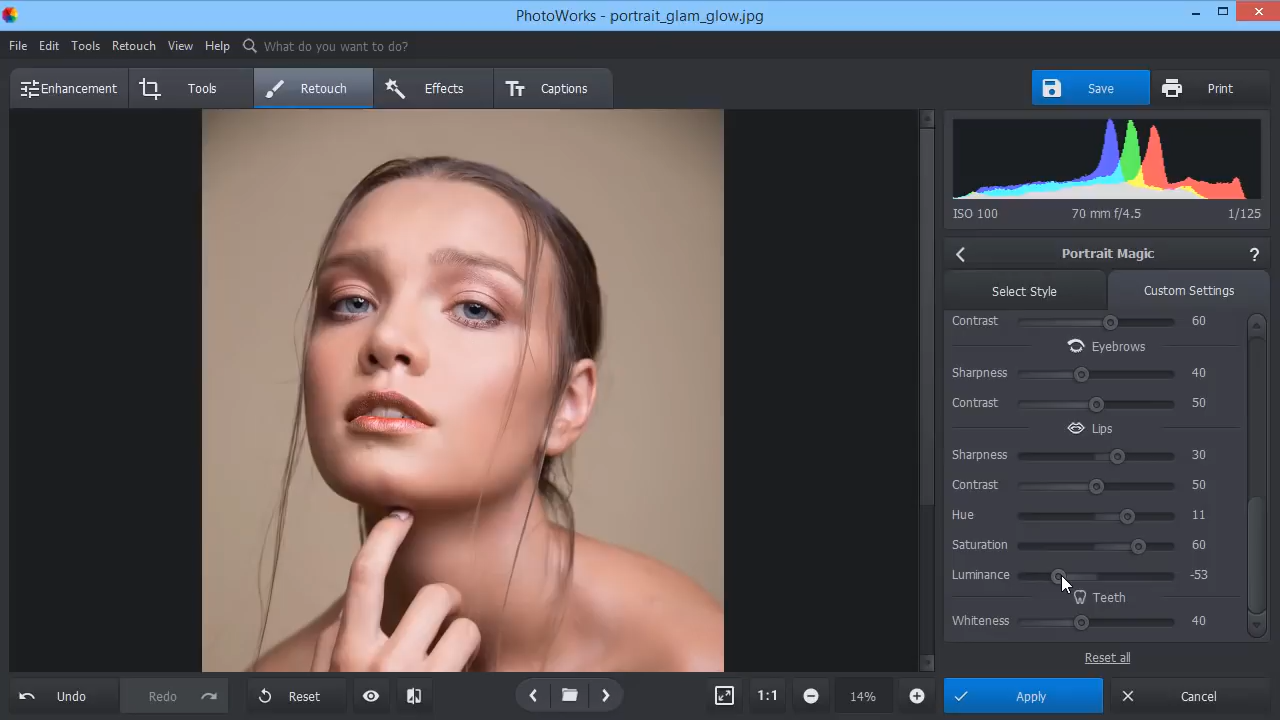 PhotoWorks - portrait_glam_glow.jpg
File Edit Tools Retouch View Help What do you want to do?
Enhancement Tools Retouch Effects Captions Save Print
ISO 100 70 mm f/4.5 1/125
Portrait Magic ?
Select Style Custom Settings
Contrast 60
Eyebrows
Sharpness 40
Contrast 50
Lips
Sharpness 30
Contrast 50
Hue 11
Saturation 60
Luminance -53
Teeth
Whiteness 40
Reset all
Undo Redo Reset 1:1 14% Apply Cancel